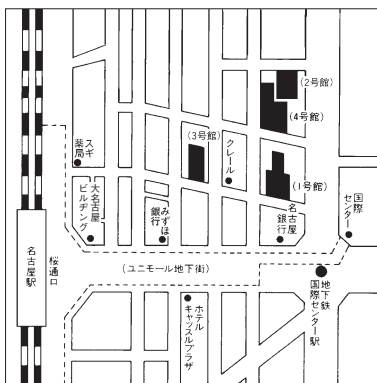 (2号館)
(4号館)
(3号館)
クレール
(1号館)
スギ
薬局
大名古屋
ビルヂング
みずほ
銀行
名古屋
銀行
国際
センター
名古屋駅
桜通口
(ユニモール地下街)
地下鉄
国際センター駅
ホテル
キャッスルプラザ